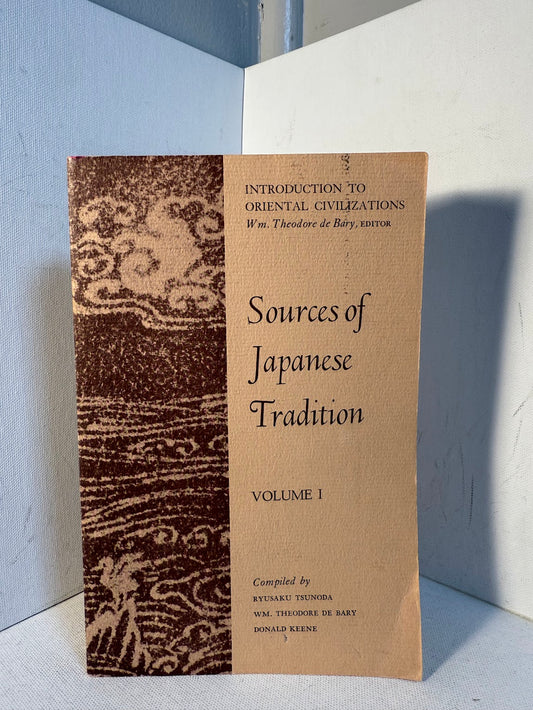 INTRODUCTION TO
ORIENTAL CIVILIZATIONS
Wm. Theodore de Bary, EDITOR
Sources of
Japanese
Tradition
VOLUME I
Compiled by
RYUSAKU TSUNODA
WM. THEODORE DE BARY
DONALD KEENE